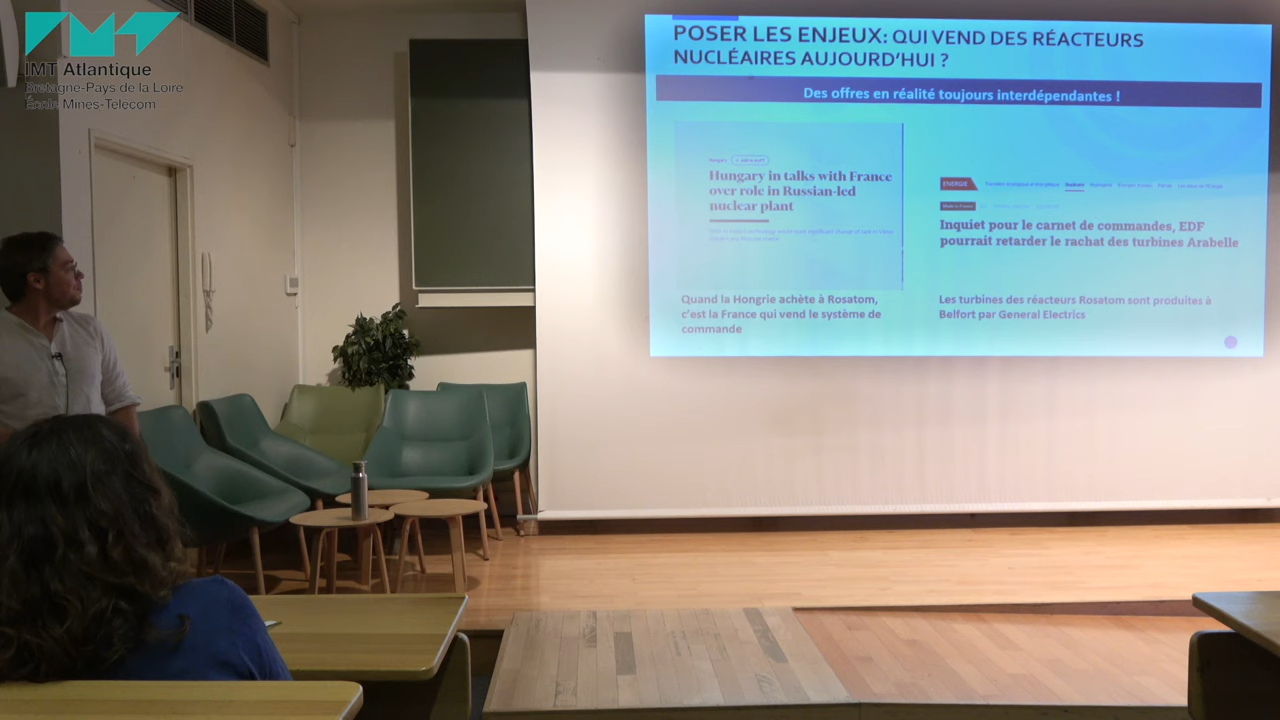 IMT Atlantique
Bretagne-Pays de la Loire
École Mines-Telecom
POSER LES ENJEUX: QUI VEND DES RÉACTEURS
NUCLÉAIRES AUJOURD'HUI ?
Des offres en réalité toujours interdépendantes !
Hungary in talks with France
over role in Russian-led
nuclear plant
Quand la Hongrie achète à Rosatom,
c'est la France qui vend le système de
commande
ENERGIE
Inquiet pour le carnet de commandes, EDF
pourrait retarder le rachat des turbines Arabelle
Les turbines des réacteurs Rosatom sont produites à
Belfort par General Electrics